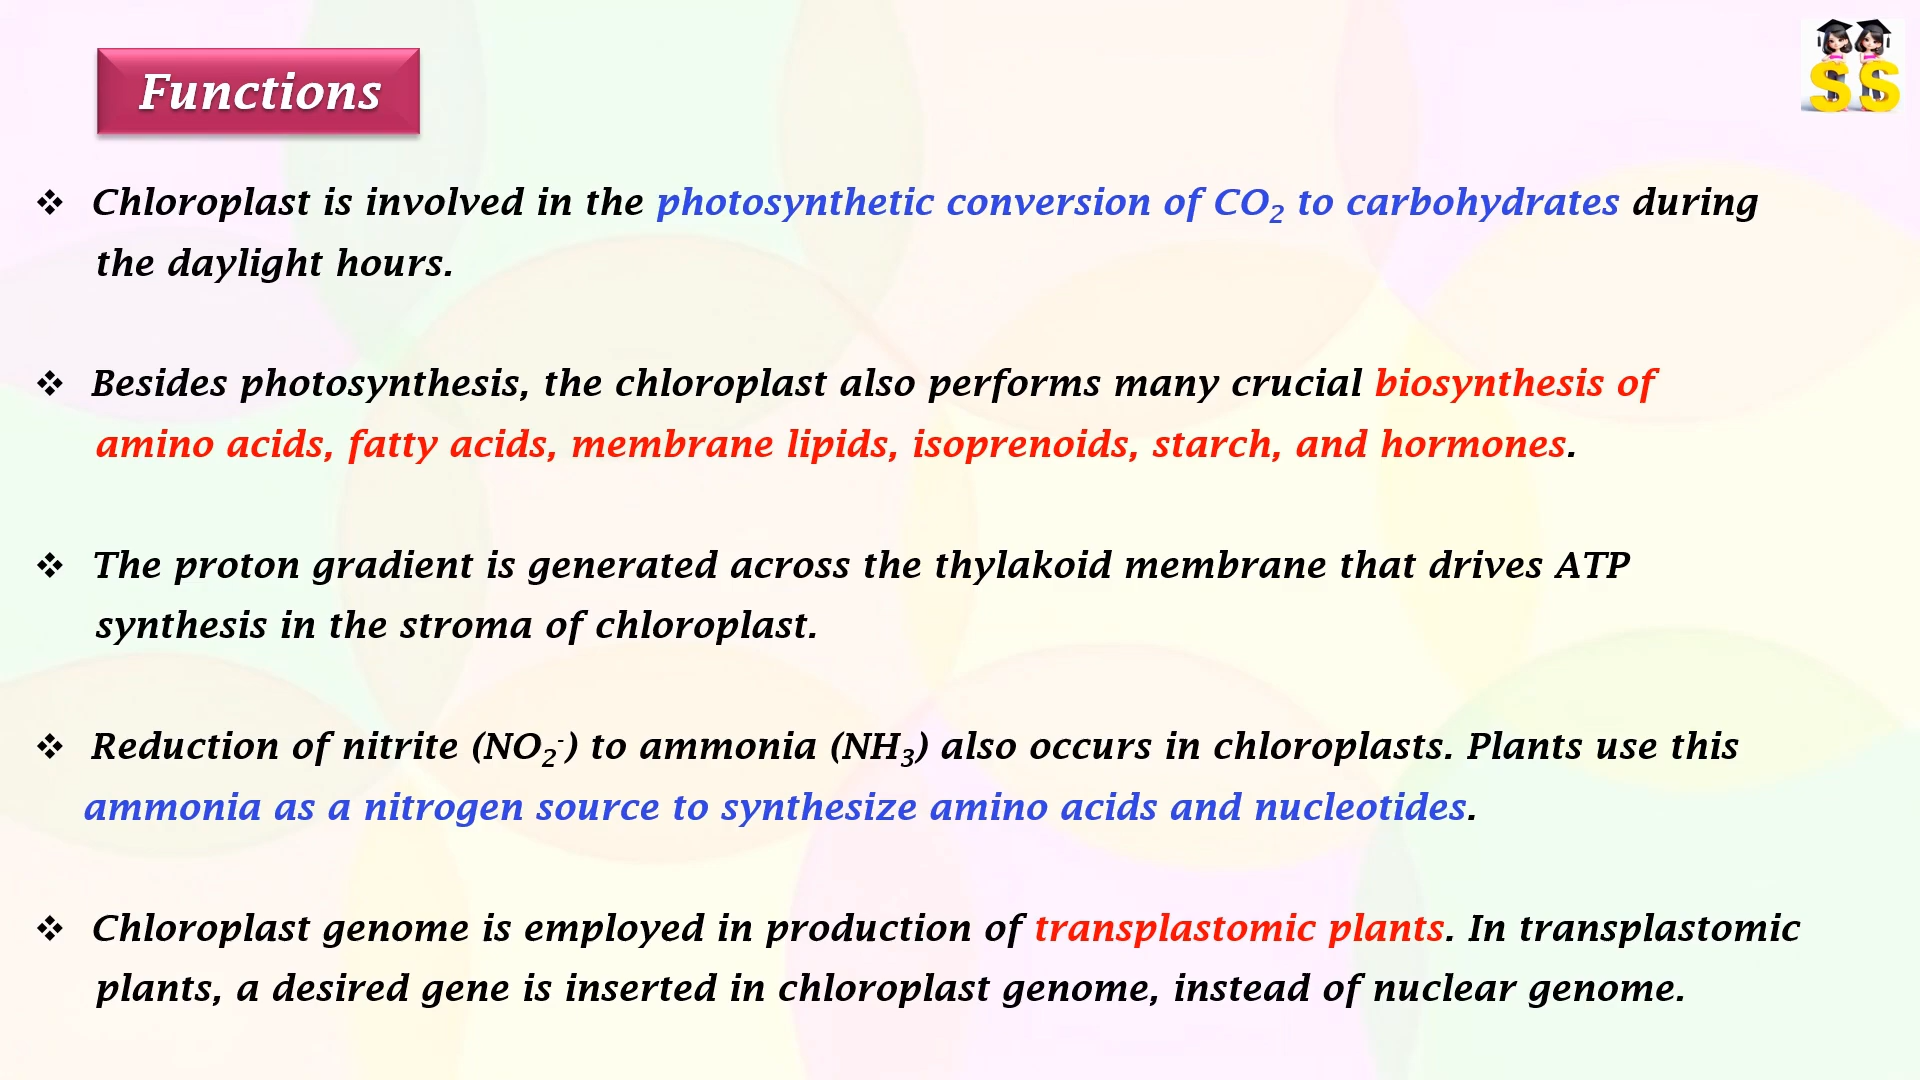 Functions
SS
❖ Chloroplast is involved in the photosynthetic conversion of CO₂ to carbohydrates during
the daylight hours.
❖ Besides photosynthesis, the chloroplast also performs many crucial biosynthesis of
amino acids, fatty acids, membrane lipids, isoprenoids, starch, and hormones.
❖ The proton gradient is generated across the thylakoid membrane that drives ATP
synthesis in the stroma of chloroplast.
❖ Reduction of nitrite (NO₂⁻) to ammonia (NH₃) also occurs in chloroplasts. Plants use this
ammonia as a nitrogen source to synthesize amino acids and nucleotides.
❖ Chloroplast genome is employed in production of transplastomic plants. In transplastomic
plants, a desired gene is inserted in chloroplast genome, instead of nuclear genome.